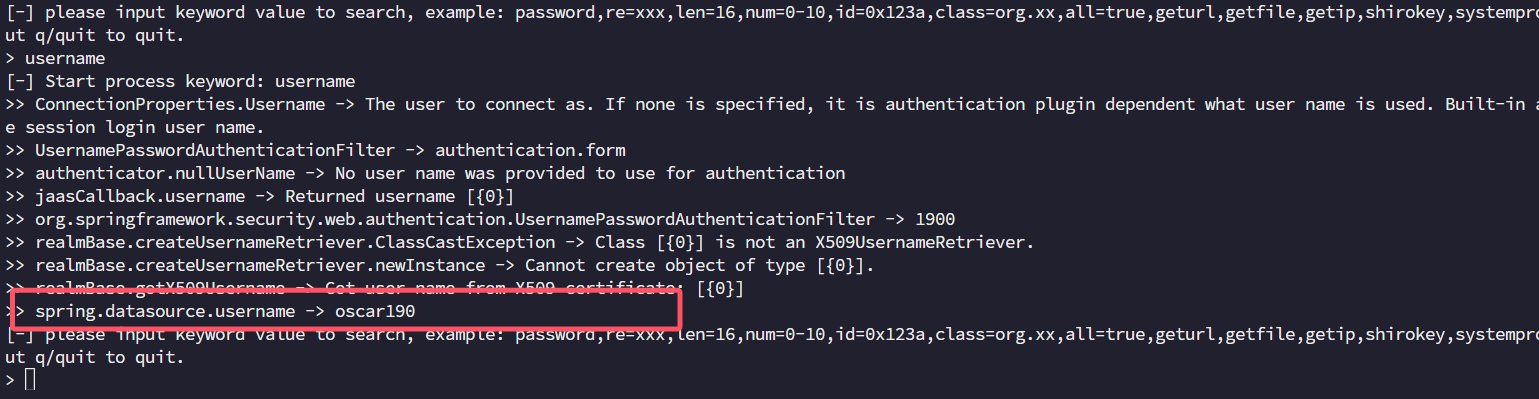 [-] please input keyword value to search, example: password,re=xxx,len=16,num=0-10,id=0x123a,class=org.xx,all=true,geturl,getfile,getip,shirokey,systempro
ut q/quit to quit.
> username
[-] Start process keyword: username
>> ConnectionProperties.Username -> The user to connect as. If none is specified, it is authentication plugin dependent what user name is used. Built-in a
e session login user name.
>> UsernamePasswordAuthenticationFilter -> authentication.form
>> authenticator.nullUserName -> No user name was provided to use for authentication
>> jaasCallback.username -> Returned username [{0}]
>> org.springframework.security.web.authentication.UsernamePasswordAuthenticationFilter -> 1900
>> realmBase.createUsernameRetriever.ClassCastException -> Class [{0}] is not an X509UsernameRetriever.
>> realmBase.createUsernameRetriever.newInstance -> Cannot create object of type [{0}].
>> realmBase.gotX509Username -> Got user name from X509 certificate: [{0}]
>> spring.datasource.username -> oscar190
[-] please input keyword value to search, example: password,re=xxx,len=16,num=0-10,id=0x123a,class=org.xx,all=true,geturl,getfile,getip,shirokey,systempro
ut q/quit to quit.
>